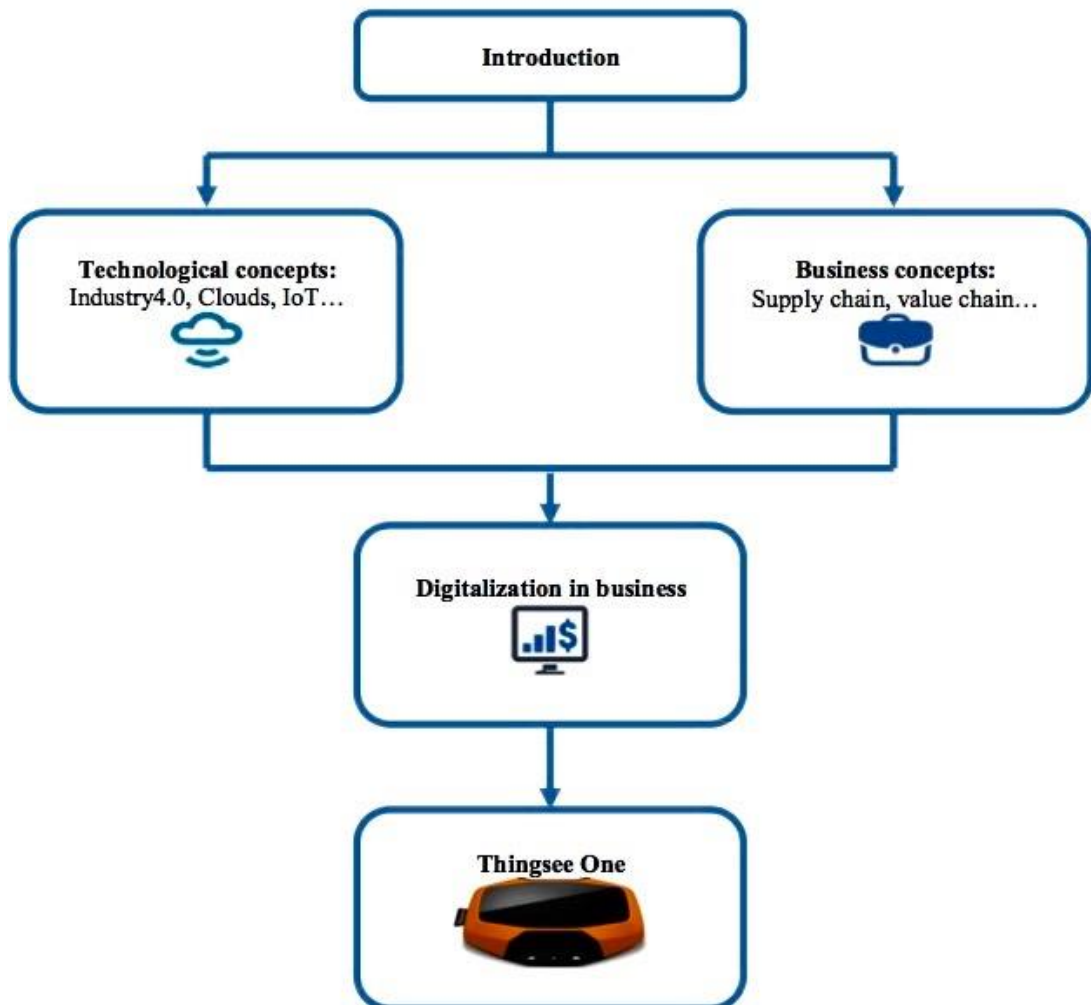 Introduction
Technological concepts:
Industry4.0, Clouds, IoT…
Business concepts:
Supply chain, value chain…
Digitalization in business
$
Thingsee One